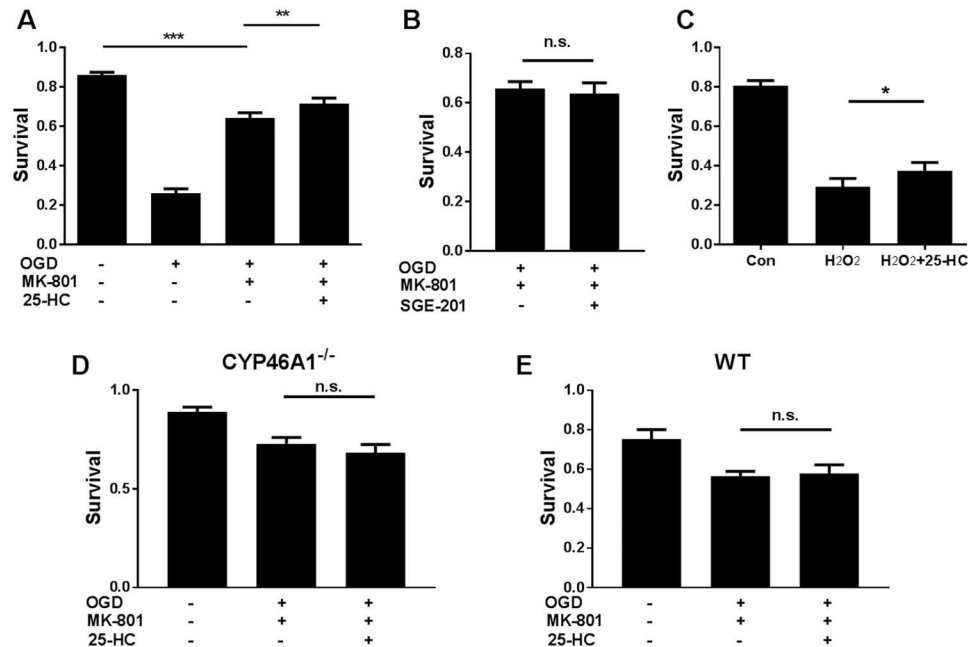 A
***
**
Survival
1.0
0.8
0.6
0.4
0.2
0.0
OGD - + + +
MK-801 - - + +
25-HC - - - +
B
n.s.
Survival
0.8
0.6
0.4
0.2
0.0
OGD + +
MK-801 + +
SGE-201 - +
C
*
Survival
1.0
0.8
0.6
0.4
0.2
0.0
Con H2O2 H2O2+25-HC
D
CYP46A1-/-
n.s.
Survival
1.0
0.5
0.0
OGD - + +
MK-801 - + +
25-HC - - +
E
WT
n.s.
Survival
1.0
0.8
0.6
0.4
0.2
0.0
OGD - + +
MK-801 - + +
25-HC - - +